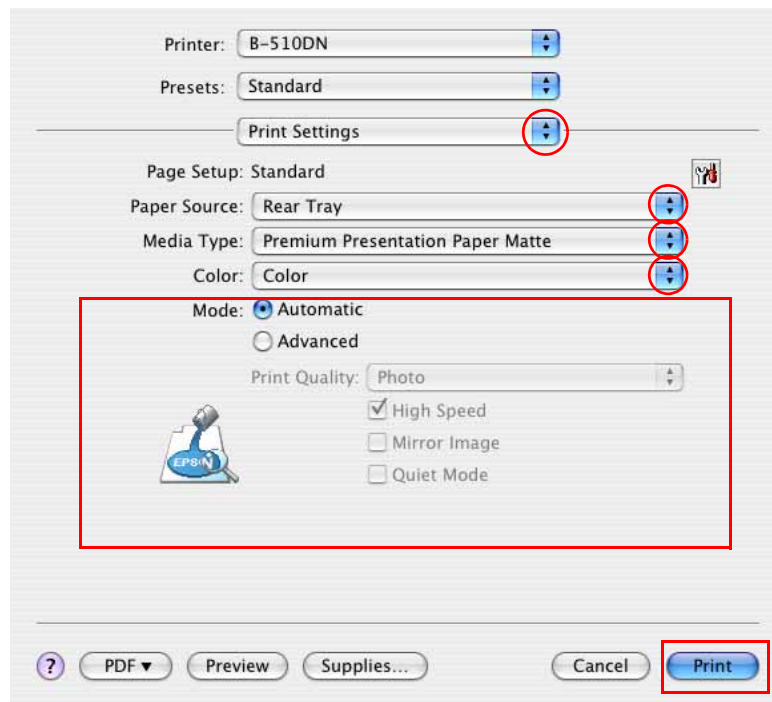 Printer: B-510DN
Presets: Standard
Print Settings
Page Setup: Standard
Paper Source: Rear Tray
Media Type: Premium Presentation Paper Matte
Color: Color
Mode: Automatic
Advanced
Print Quality: Photo
High Speed
Mirror Image
EPSON
Quiet Mode
? PDF▼ Preview Supplies... Cancel Print